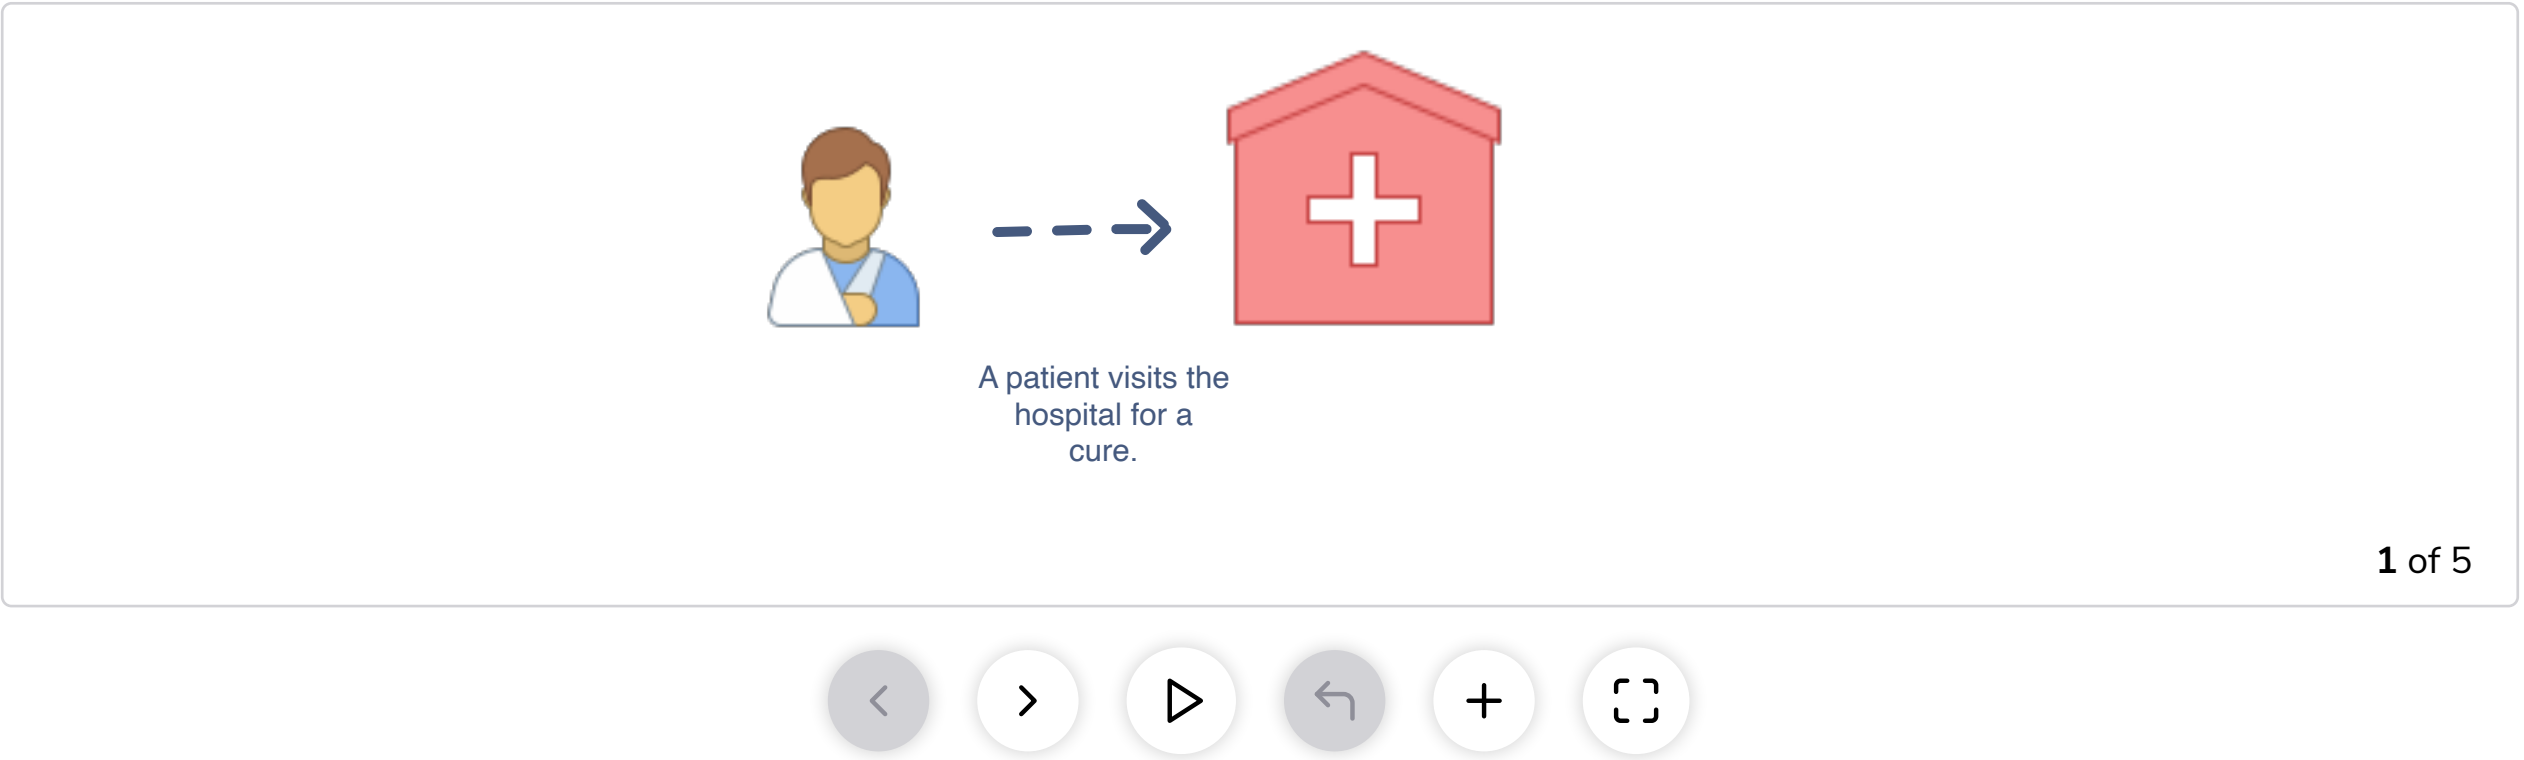 A patient visits the
hospital for a
cure.
1 of 5